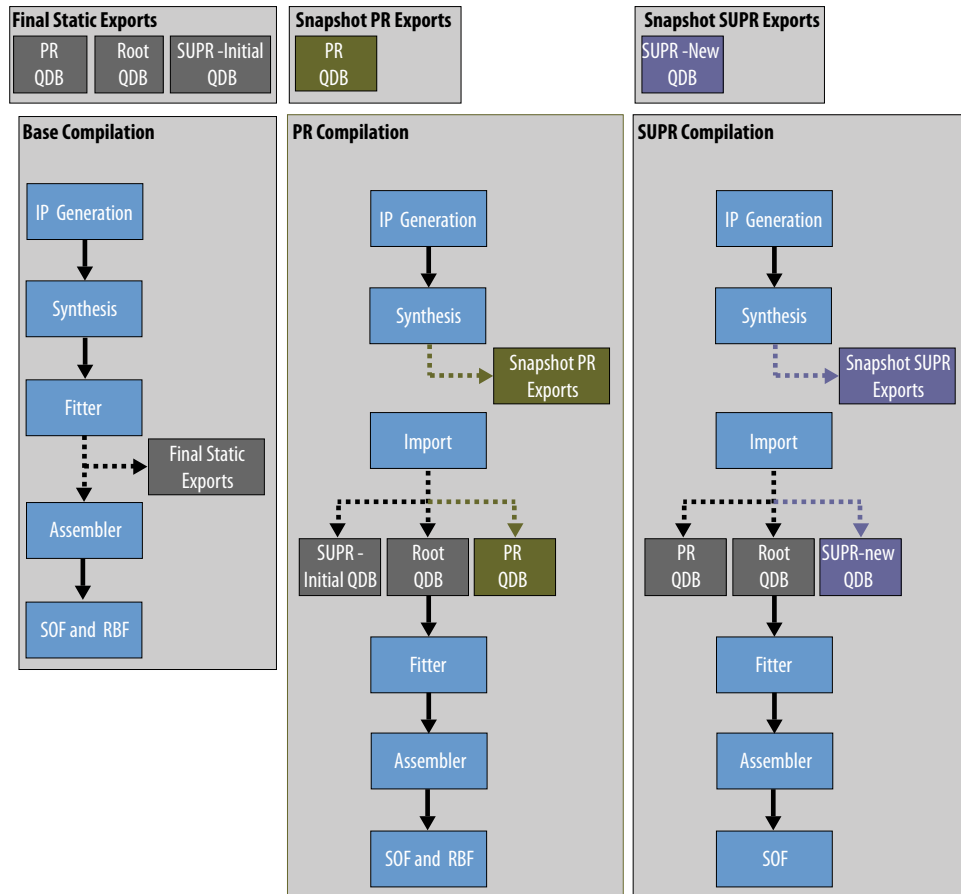 Final Static Exports
PR
QDB
Root
QDB
SUPR -Initial
QDB
Snapshot PR Exports
PR
QDB
Snapshot SUPR Exports
SUPR -New
QDB
Base Compilation
IP Generation
Synthesis
Fitter
Final Static
Exports
Assembler
SOF and RBF
PR Compilation
IP Generation
Synthesis
Snapshot PR
Exports
Import
SUPR -
Initial QDB
Root
QDB
PR
QDB
Fitter
Assembler
SOF and RBF
SUPR Compilation
IP Generation
Synthesis
Snapshot SUPR
Exports
Import
PR
QDB
Root
QDB
SUPR-new
QDB
Fitter
Assembler
SOF